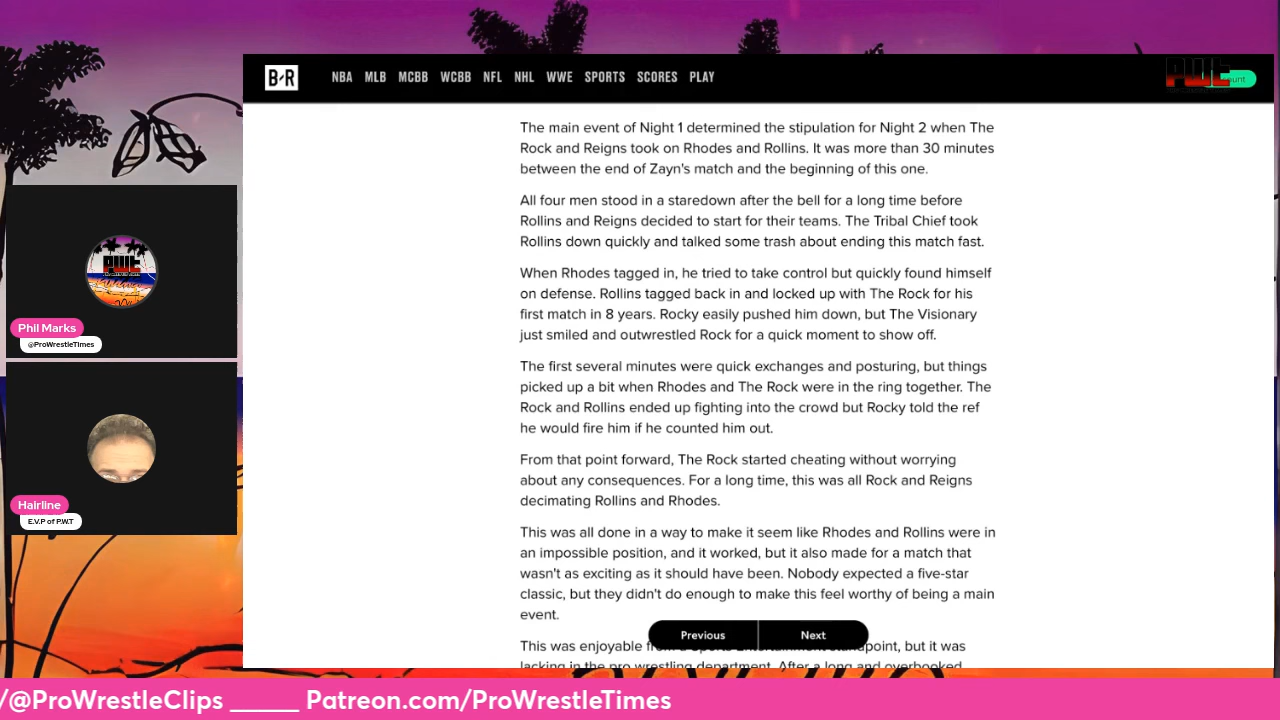 B/R
NBA MLB MCBB WCBB NFL NHL WWE SPORTS SCORES PLAY
PWT
The main event of Night 1 determined the stipulation for Night 2 when The
Rock and Reigns took on Rhodes and Rollins. It was more than 30 minutes
between the end of Zayn's match and the beginning of this one.
All four men stood in a staredown after the bell for a long time before
Rollins and Reigns decided to start for their teams. The Tribal Chief took
Rollins down quickly and talked some trash about ending this match fast.
When Rhodes tagged in, he tried to take control but quickly found himself
on defense. Rollins tagged back in and locked up with The Rock for his
first match in 8 years. Rocky easily pushed him down, but The Visionary
just smiled and outwrestled Rock for a quick moment to show off.
The first several minutes were quick exchanges and posturing, but things
picked up a bit when Rhodes and The Rock were in the ring together. The
Rock and Rollins ended up fighting into the crowd but Rocky told the ref
he would fire him if he counted him out.
From that point forward, The Rock started cheating without worrying
about any consequences. For a long time, this was all Rock and Reigns
decimating Rollins and Rhodes.
This was all done in a way to make it seem like Rhodes and Rollins were in
an impossible position, and it worked, but it also made for a match that
wasn't as exciting as it should have been. Nobody expected a five-star
classic, but they didn't do enough to make this feel worthy of being a main
event.
This was enjoyable from a Sports Entertainment standpoint, but it was
lacking in the pro wrestling department. After a long and overbooked
Previous Next
PWT
Phil Marks
@ProWrestleTimes
Hairline
E.V.P of P.W.T
/@ProWrestleClips _____ Patreon.com/ProWrestleTimes